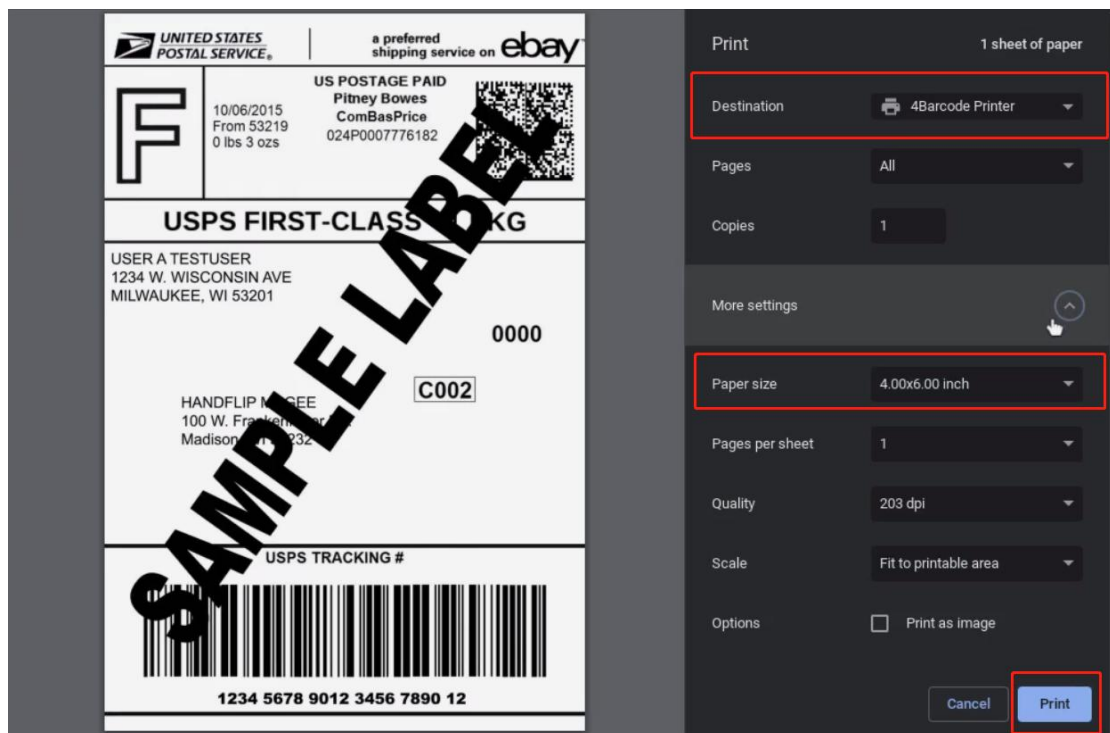 UNITED STATES
POSTAL SERVICE®
a preferred
shipping service on ebay
F
10/06/2015
From 53219
0 lbs 3 ozs
US POSTAGE PAID
Pitney Bowes
ComBasPrice
024P0007776182
USPS FIRST-CLASS KG
USER A TESTUSER
1234 W. WISCONSIN AVE
MILWAUKEE, WI 53201
0000
C002
HANDFLIP
100 W.
Madison
SAMPLE LABEL
USPS TRACKING #
1234 5678 9012 3456 7890 12
Print
1 sheet of paper
Destination
4Barcode Printer
Pages
All
Copies
1
More settings
Paper size
4.00x6.00 inch
Pages per sheet
1
Quality
203 dpi
Scale
Fit to printable area
Options
Print as image
Cancel
Print